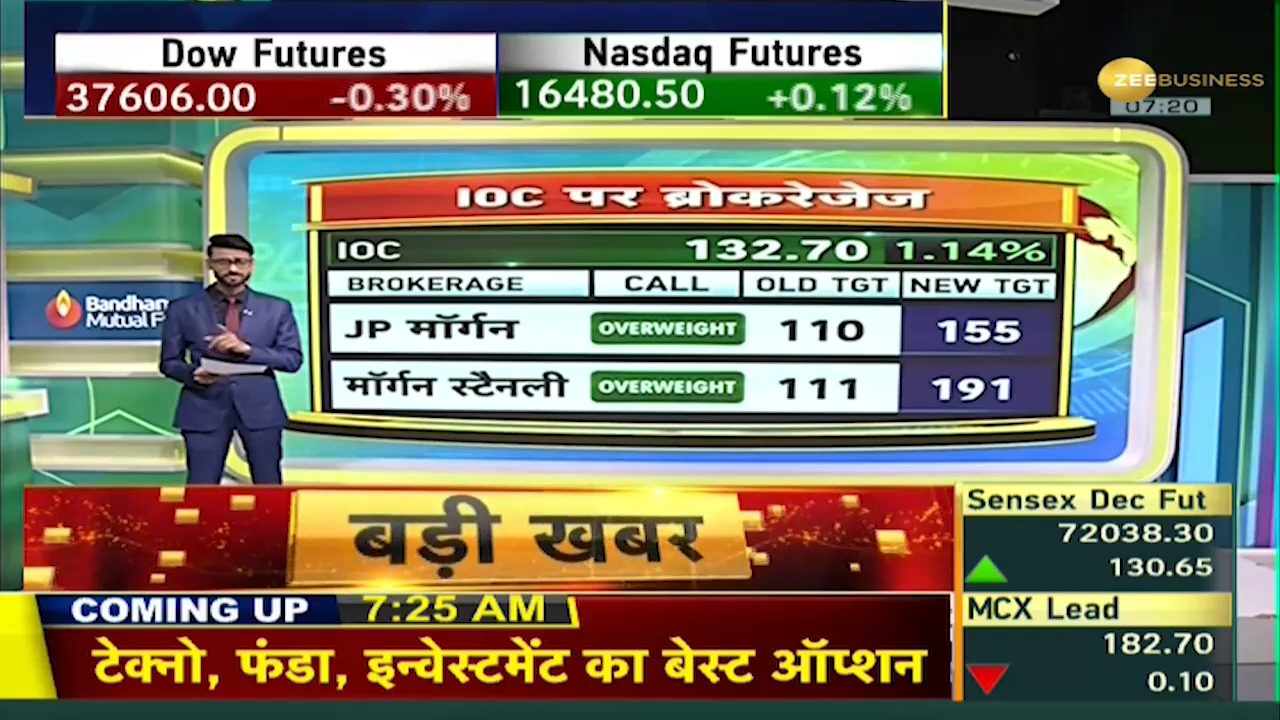 Dow Futures
37606.00 -0.30%
Nasdaq Futures
16480.50 +0.12%
ZEEBUSINESS
07:20
IOC पर ब्रोकरेजेज
IOC 132.70 1.14%
BROKERAGE CALL OLD TGT NEW TGT
JP मॉर्गन OVERWEIGHT 110 155
मॉर्गन स्टैनली OVERWEIGHT 111 191
Bandhan
Mutual F
बड़ी खबर
COMING UP 7:25 AM
टेक्नो, फंडा, इन्वेस्टमेंट का बेस्ट ऑप्शन
Sensex Dec Fut
72038.30
130.65
MCX Lead
182.70
0.10